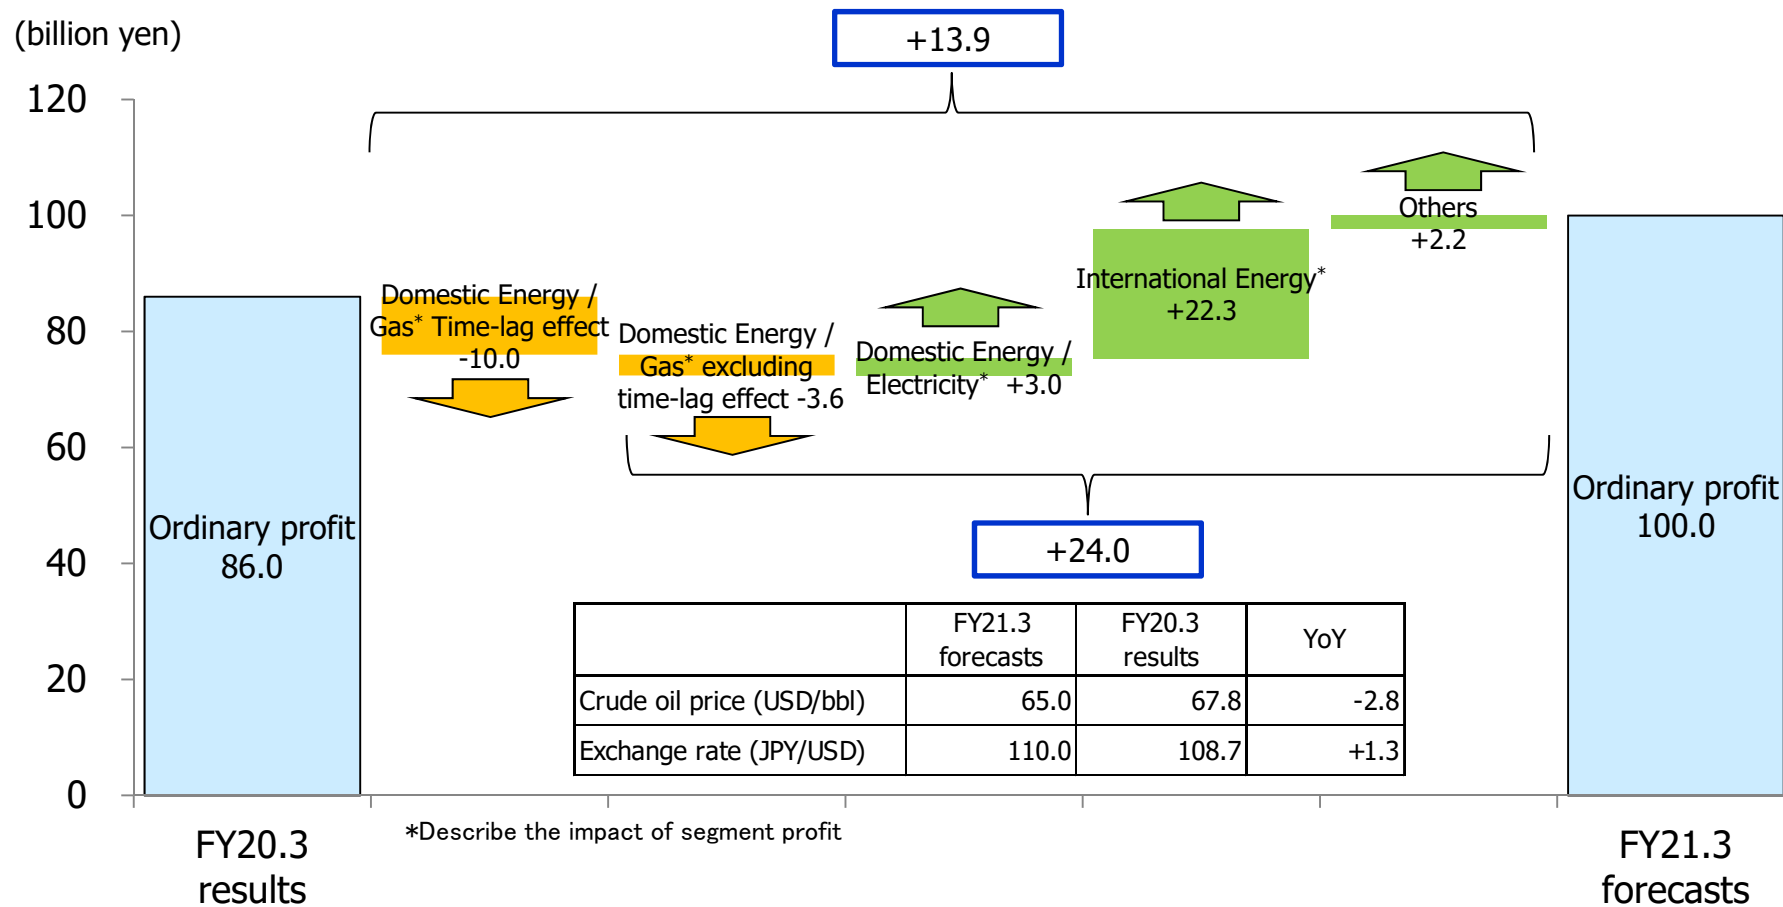 (billion yen)
+13.9
120
100
80
60
40
20
0
Ordinary profit
86.0
Domestic Energy /
Gas* Time-lag effect
-10.0
Domestic Energy /
Gas* excluding
time-lag effect -3.6
Domestic Energy /
Electricity* +3.0
International Energy*
+22.3
Others
+2.2
Ordinary profit
100.0
+24.0
FY21.3
forecasts
FY20.3
results
YoY
Crude oil price (USD/bbl) 65.0 67.8 -2.8
Exchange rate (JPY/USD) 110.0 108.7 +1.3
*Describe the impact of segment profit
FY20.3
results
FY21.3
forecasts